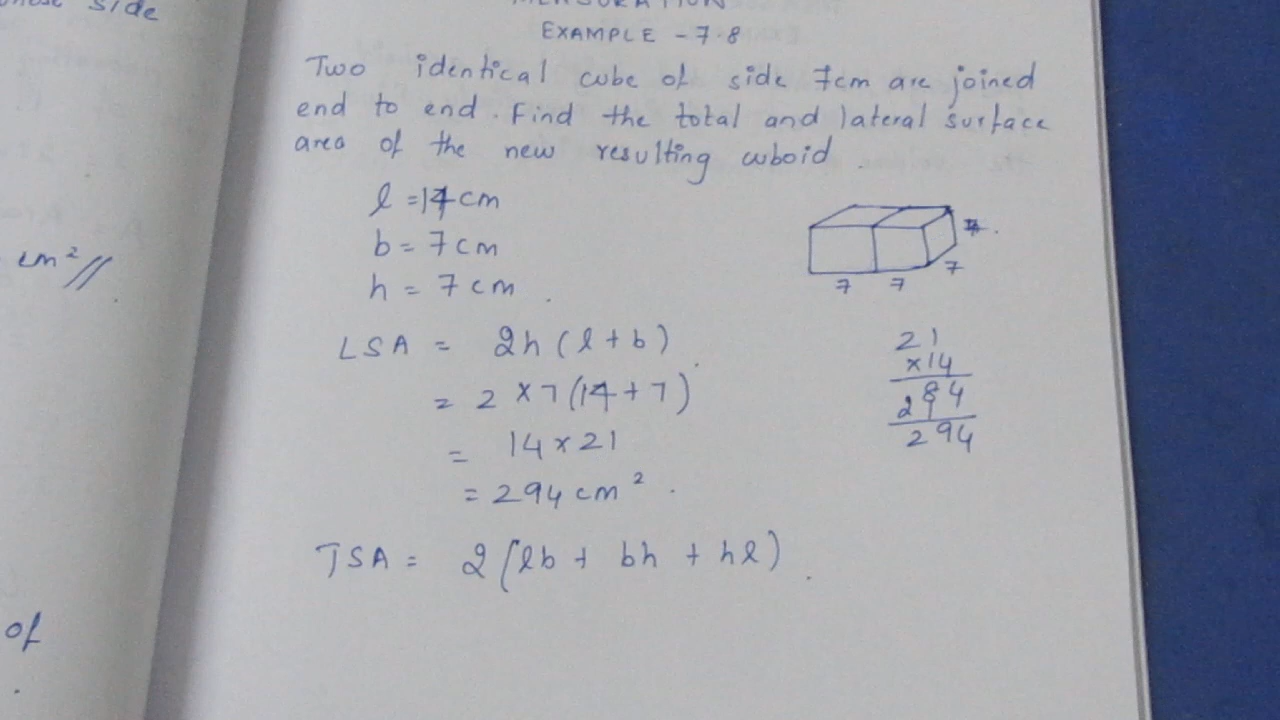 side
cm²//
of
MENSURATION
EXAMPLE - 7.8
Two identical cube of side 7cm are joined
end to end. Find the total and lateral surface
area of the new resulting cuboid.
l = 14 cm
b = 7 cm
h = 7 cm.
7 7 7
LSA = 2h (l + b)
= 2 × 7 (14 + 7)
= 14 × 21
= 294 cm².
21
×14
84
21
294
TSA = 2 (lb + bh + hl)